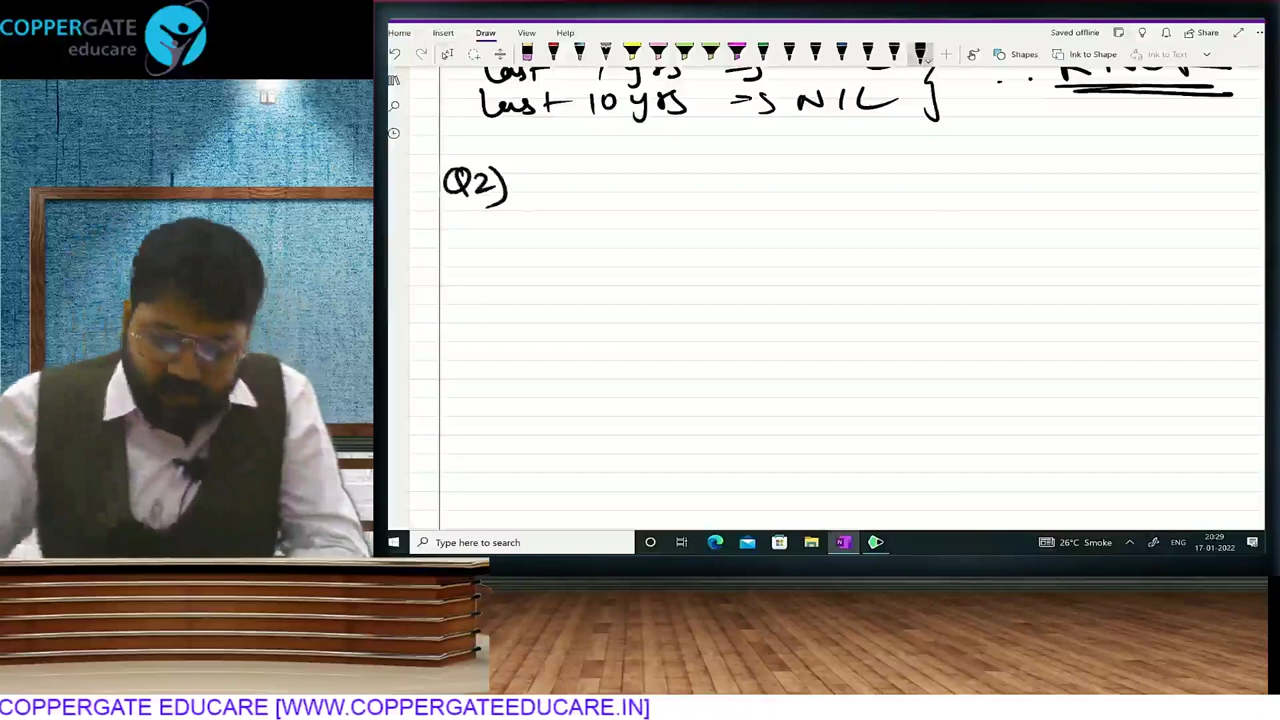 COPPERGATE
educare
Home Insert Draw View Help
Saved offline
Share
Shapes
Ink to Shape
Ink to Text
last yrs
last 10 yrs → NIL
Q2)
Type here to search
26°C Smoke
ENG
20:29
17-01-2022
COPPERGATE EDUCARE [WWW.COPPERGATEEDUCARE.IN]